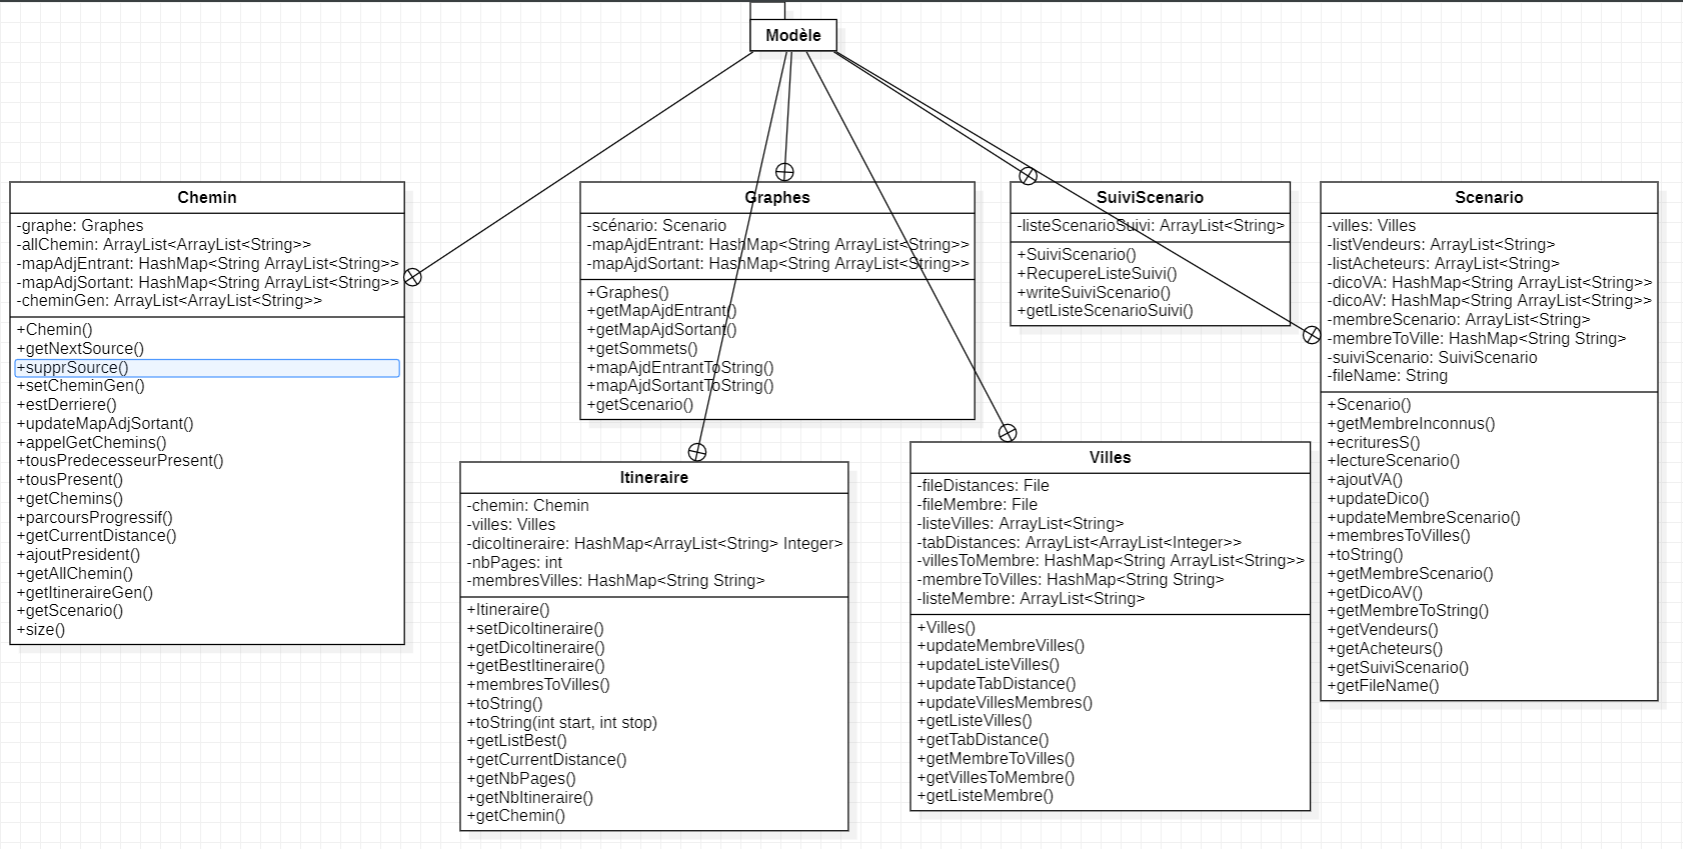 Modèle
Chemin
-graphe: Graphes
-allChemin: ArrayList<ArrayList<String>>
-mapAdjEntrant: HashMap<String ArrayList<String>>
-mapAdjSortant: HashMap<String ArrayList<String>>
-cheminGen: ArrayList<ArrayList<String>>
+Chemin()
+getNextSource()
+supprSource()
+setCheminGen()
+estDerriere()
+updateMapAdjSortant()
+appelGetChemins()
+tousPredecesseurPresent()
+tousPresent()
+getChemins()
+parcoursProgressif()
+getCurrentDistance()
+ajoutPresident()
+getAllChemin()
+getItineraireGen()
+getScenario()
+size()
Graphes
-scénario: Scenario
-mapAjdEntrant: HashMap<String ArrayList<String>>
-mapAjdSortant: HashMap<String ArrayList<String>>
+Graphes()
+getMapAjdEntrant()
+getMapAjdSortant()
+getSommets()
+mapAjdEntrantToString()
+mapAjdSortantToString()
+getScenario()
SuiviScenario
-listeScenarioSuivi: ArrayList<String>
+SuiviScenario()
+RecupereListeSuivi()
+writeSuiviScenario()
+getListeScenarioSuivi()
Scenario
-villes: Villes
-listVendeurs: ArrayList<String>
-listAcheteurs: ArrayList<String>
-dicoVA: HashMap<String ArrayList<String>>
-dicoAV: HashMap<String ArrayList<String>>
-membreScenario: ArrayList<String>
-membreToVille: HashMap<String String>
-suiviScenario: SuiviScenario
-fileName: String
+Scenario()
+getMembreInconnus()
+ecrituresS()
+lectureScenario()
+ajoutVA()
+updateDico()
+updateMembreScenario()
+membresToVilles()
+toString()
+getMembreScenario()
+getDicoAV()
+getMembreToString()
+getVendeurs()
+getAcheteurs()
+getSuiviScenario()
+getFileName()
Itineraire
-chemin: Chemin
-villes: Villes
-dicoItineraire: HashMap<ArrayList<String> Integer>
-nbPages: int
-membresVilles: HashMap<String String>
+Itineraire()
+setDicoItineraire()
+getDicoItineraire()
+getBestItineraire()
+membresToVilles()
+toString()
+toString(int start, int stop)
+getListBest()
+getCurrentDistance()
+getNbPages()
+getNbItineraire()
+getChemin()
Villes
-fileDistances: File
-fileMembre: File
-listeVilles: ArrayList<String>
-tabDistances: ArrayList<ArrayList<Integer>>
-villesToMembre: HashMap<String ArrayList<String>>
-membreToVilles: HashMap<String String>
-listeMembre: ArrayList<String>
+Villes()
+updateMembreVilles()
+updateListeVilles()
+updateTabDistance()
+updateVillesMembres()
+getListeVilles()
+getTabDistance()
+getMembreToVilles()
+getVillesToMembre()
+getListeMembre()